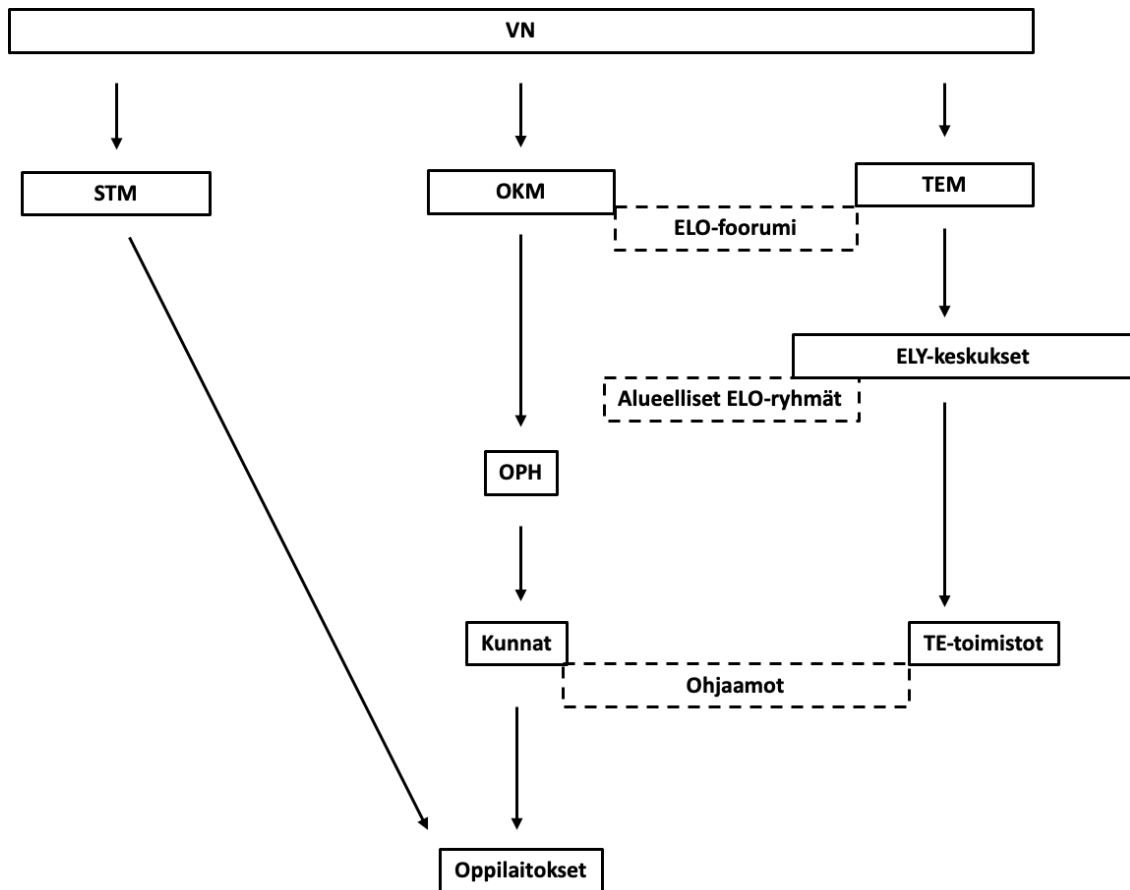 VN
STM
OKM
TEM
ELO-foorumi
ELY-keskukset
Alueelliset ELO-ryhmät
OPH
Kunnat
TE-toimistot
Ohjaamot
Oppilaitokset